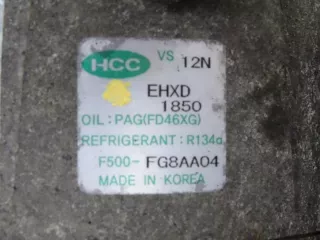 HCC VS 12N
EHXD
1850
OIL: PAG(FD46XG)
REFRIGERANT: R134a
F500-FG8AA04
MADE IN KOREA